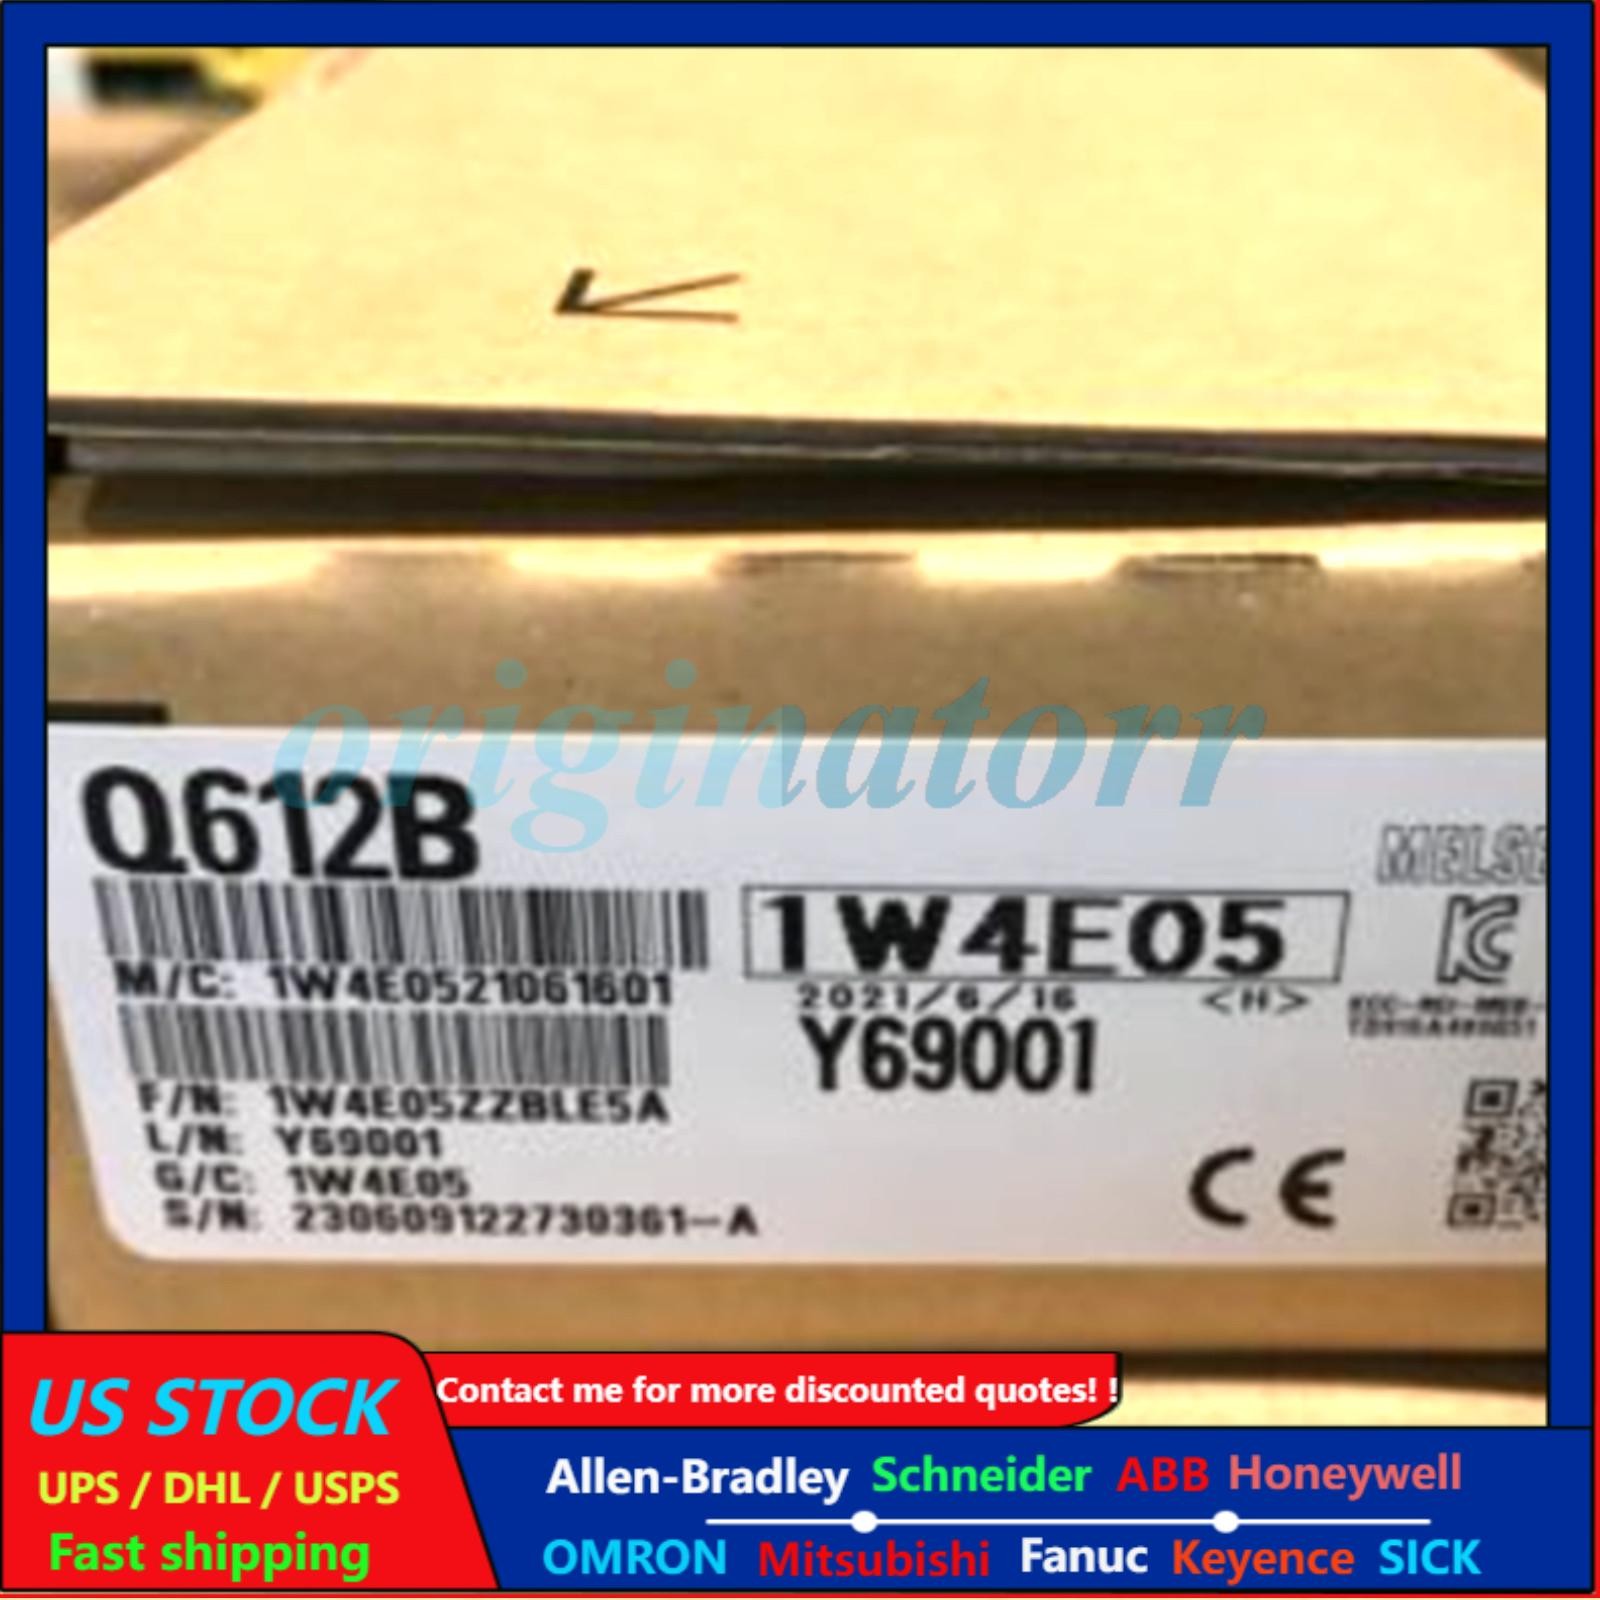 originatorr
Q612B
MELSE
M/C: 1W4E0521061601
1W4E05
2021/6/16 <H>
Y69001
F/N: 1W4E05ZZBLE5A
L/N: Y69001
G/C: 1W4E05
S/N: 230609122730361-A
CE
US STOCK
UPS / DHL / USPS
Fast shipping
Contact me for more discounted quotes! !
Allen-Bradley Schneider ABB Honeywell
OMRON Mitsubishi Fanuc Keyence SICK